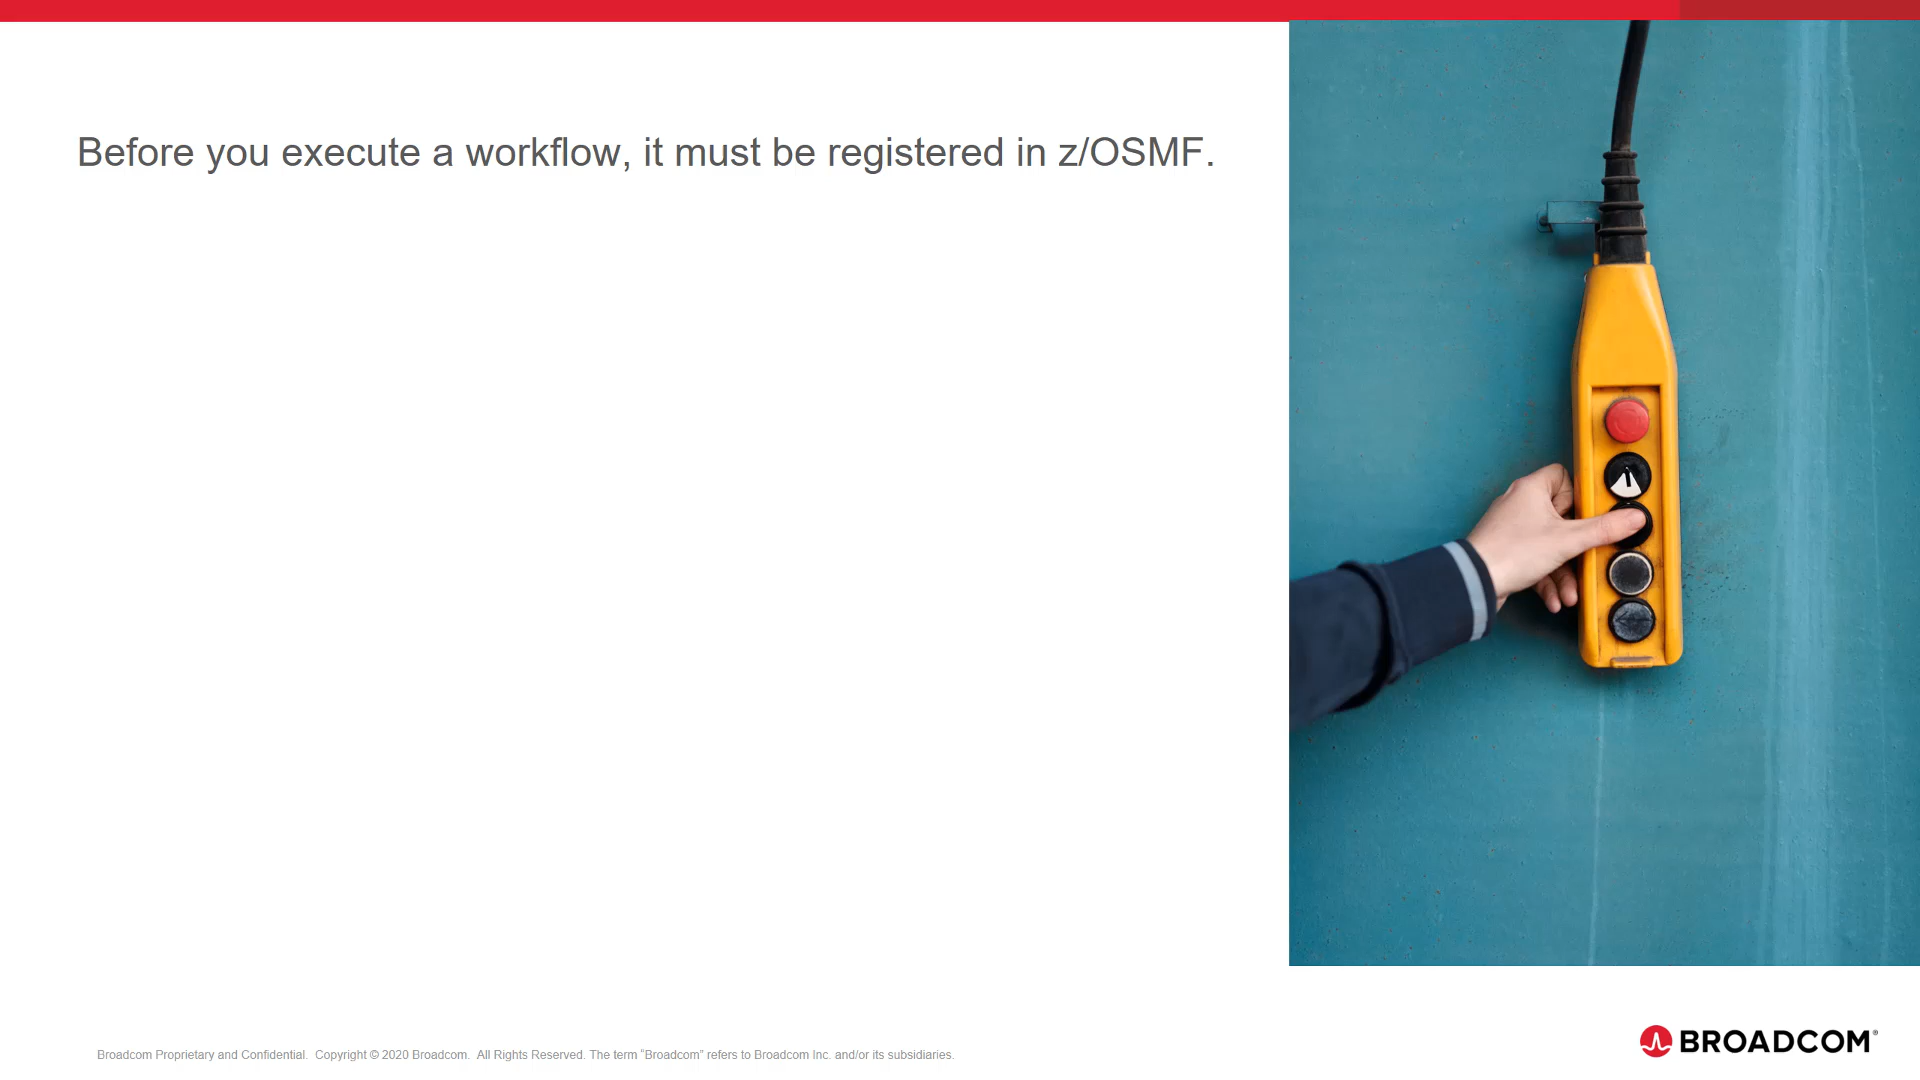 Before you execute a workflow, it must be registered in z/OSMF.
Broadcom Proprietary and Confidential. Copyright © 2020 Broadcom. All Rights Reserved. The term “Broadcom” refers to Broadcom Inc. and/or its subsidiaries.
BROADCOM®